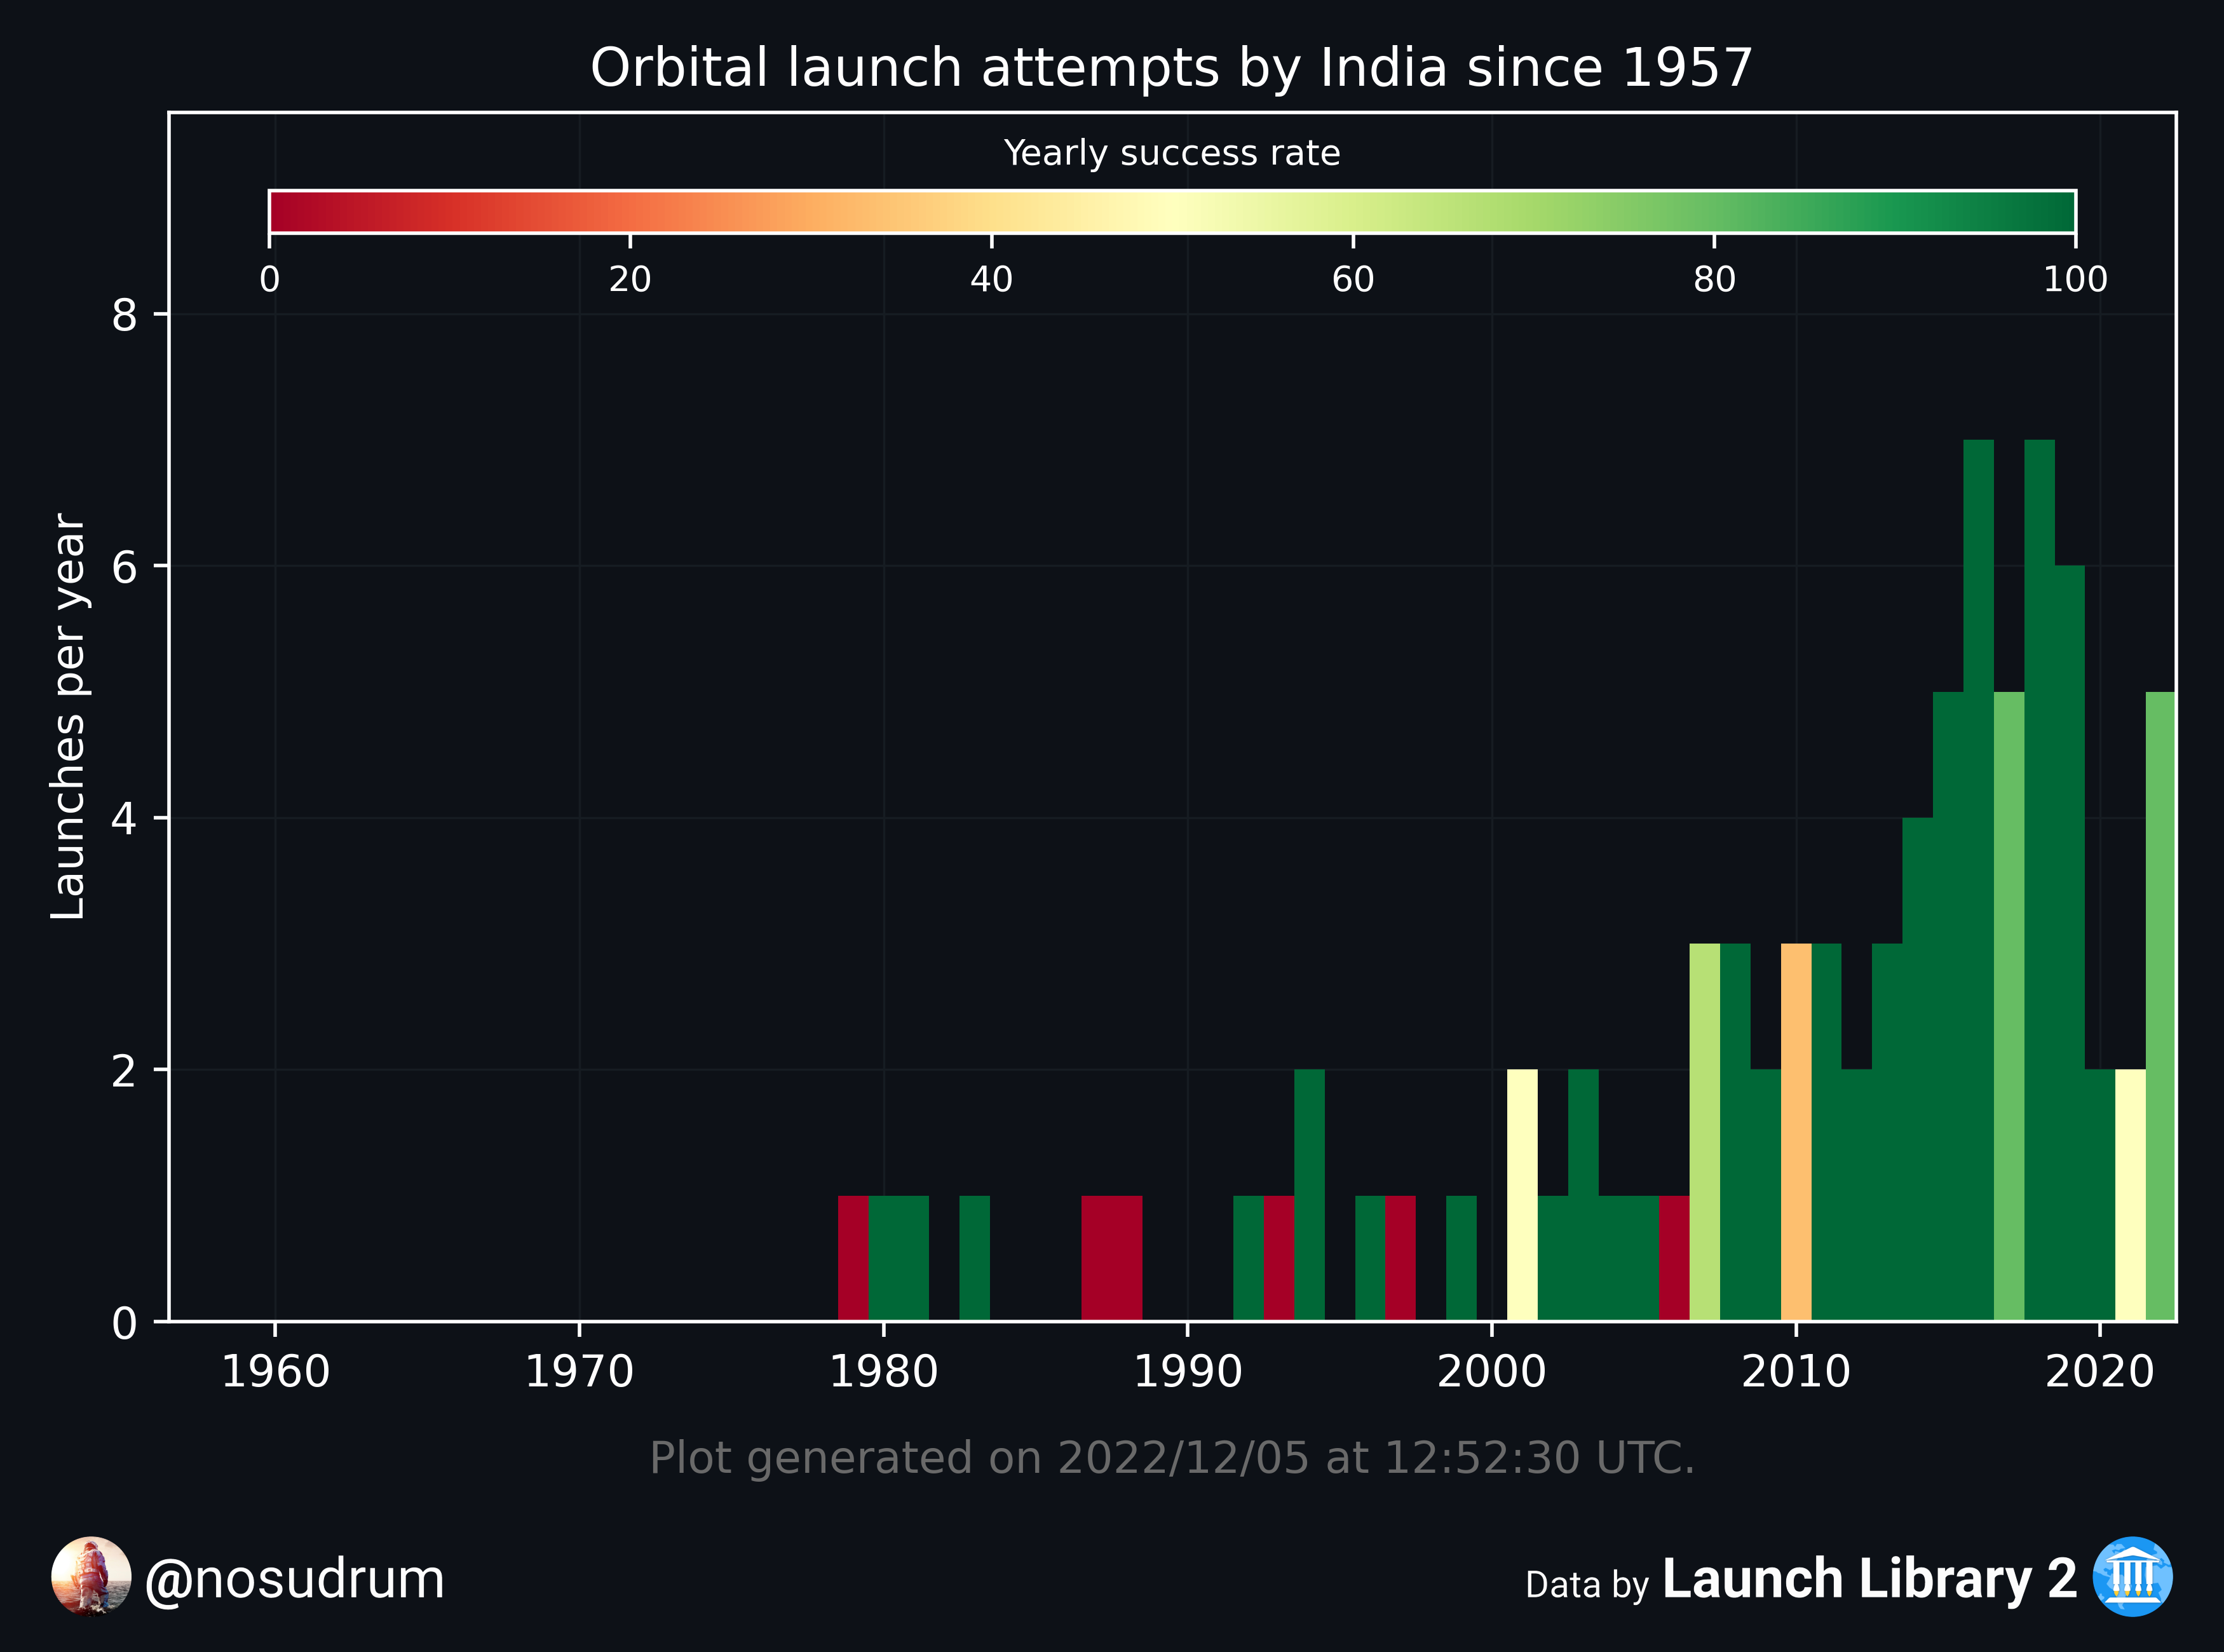 Orbital launch attempts by India since 1957
Yearly success rate
0 20 40 60 80 100
Launches per year
8
6
4
2
0
1960 1970 1980 1990 2000 2010 2020
Plot generated on 2022/12/05 at 12:52:30 UTC.
@nosudrum
Data by Launch Library 2